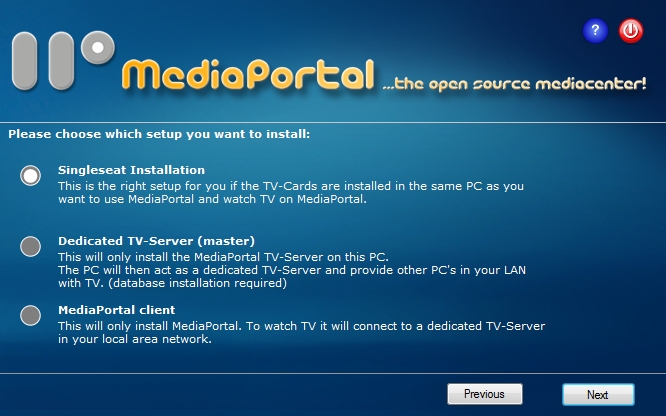 ?
MediaPortal ...the open source mediacenter!
Please choose which setup you want to install:
Singleseat Installation
This is the right setup for you if the TV-Cards are installed in the same PC as you
want to use MediaPortal and watch TV on MediaPortal.
Dedicated TV-Server (master)
This will only install the MediaPortal TV-Server on this PC.
The PC will then act as a dedicated TV-Server and provide other PC's in your LAN
with TV. (database installation required)
MediaPortal client
This will only install MediaPortal. To watch TV it will connect to a dedicated TV-Server
in your local area network.
Previous Next